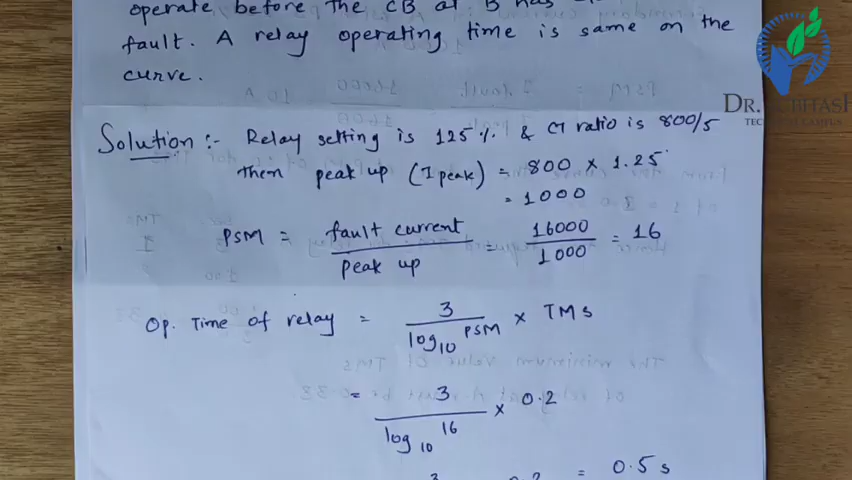 operate before the CB at B has
fault. A relay operating time is same on the
curve.
Solution :- Relay setting is 125 % & CT ratio is 800/5
then peak up (I peak) = 800 × 1.25
= 1000
PSM = fault current / peak up = 16000 / 1000 = 16
Op. Time of relay = 3 / log₁₀ PSM × TMs
= 3 / log₁₀ 16 × 0.2
= 0.5 s
DR.